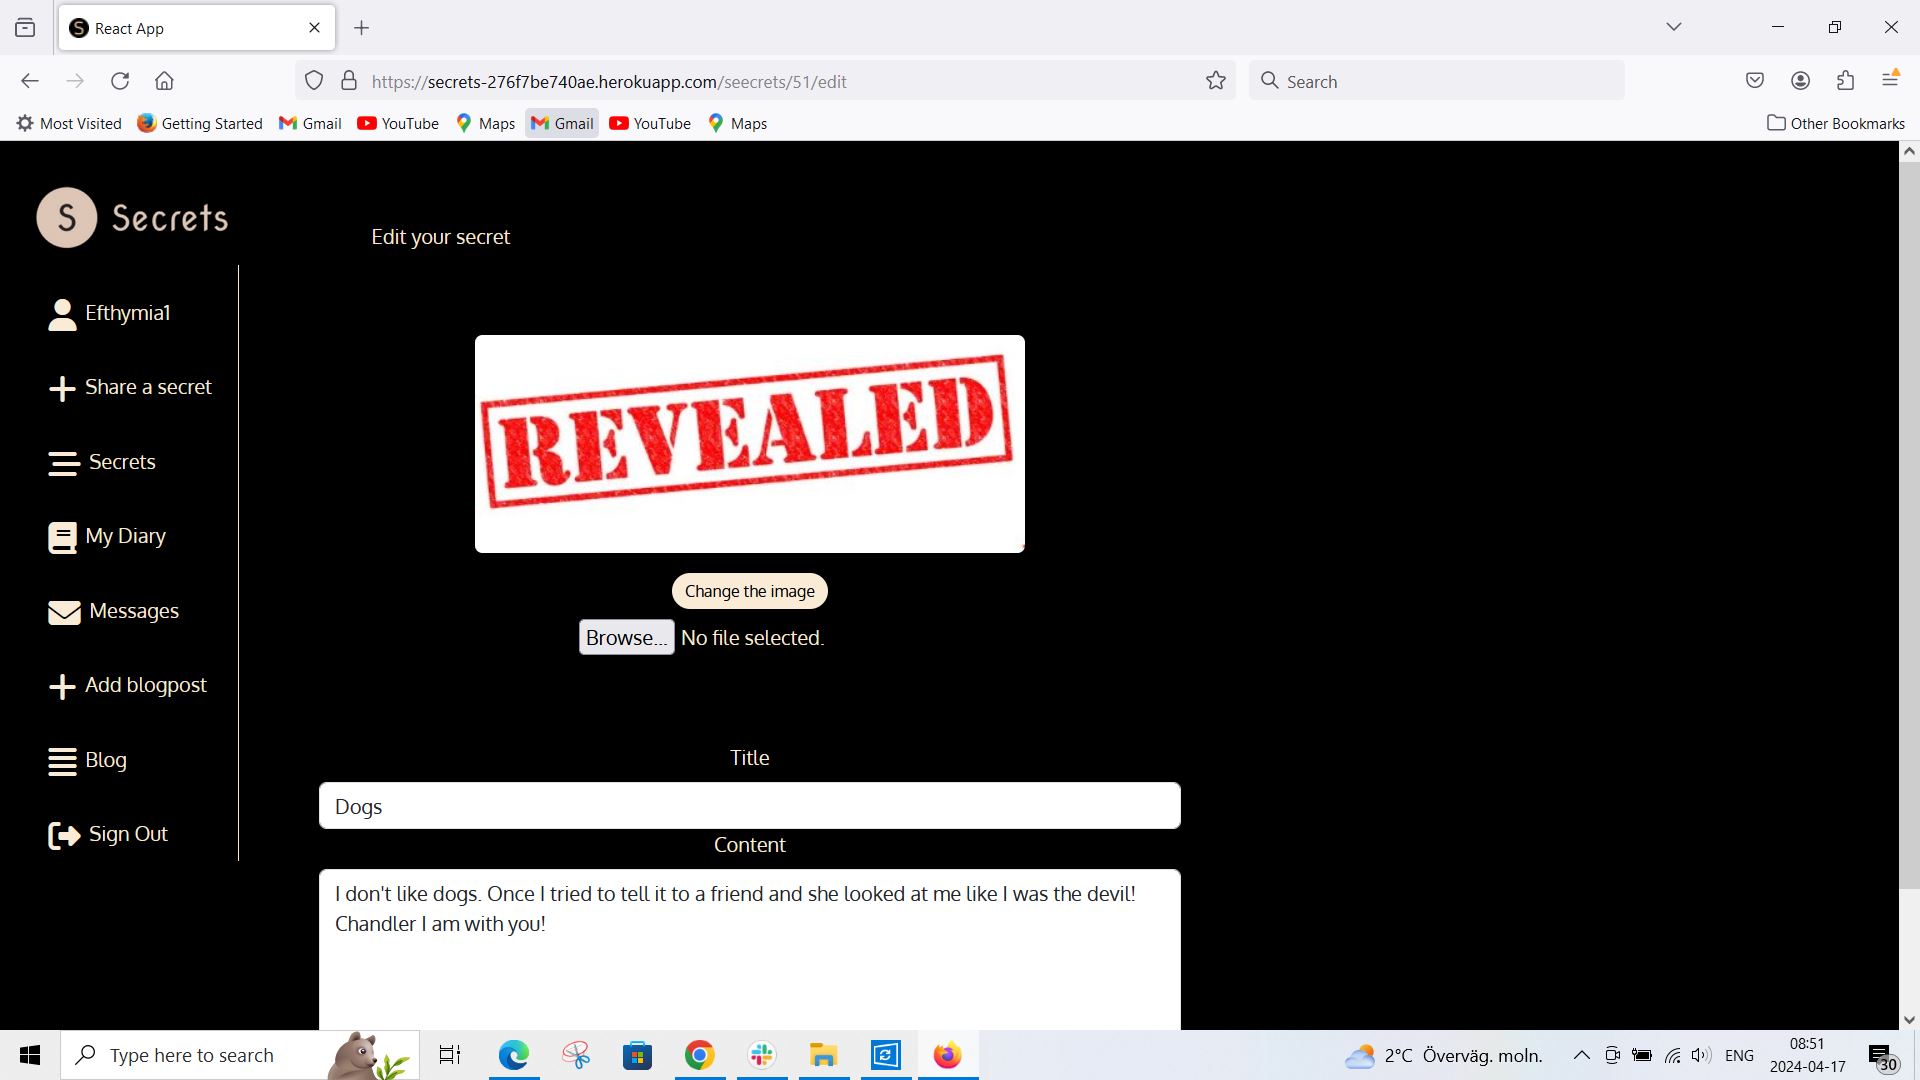 React App
https://secrets-276f7be740ae.herokuapp.com/seecrets/51/edit
Search
Most Visited
Getting Started
Gmail
YouTube
Maps
Gmail
YouTube
Maps
Other Bookmarks
S Secrets
Edit your secret
Efthymia1
Share a secret
Secrets
My Diary
Messages
Add blogpost
Blog
Sign Out
REVEALED
Change the image
Browse... No file selected.
Title
Dogs
Content
I don't like dogs. Once I tried to tell it to a friend and she looked at me like I was the devil!
Chandler I am with you!
Type here to search
2°C Överväg. moln.
ENG
08:51
2024-04-17
30